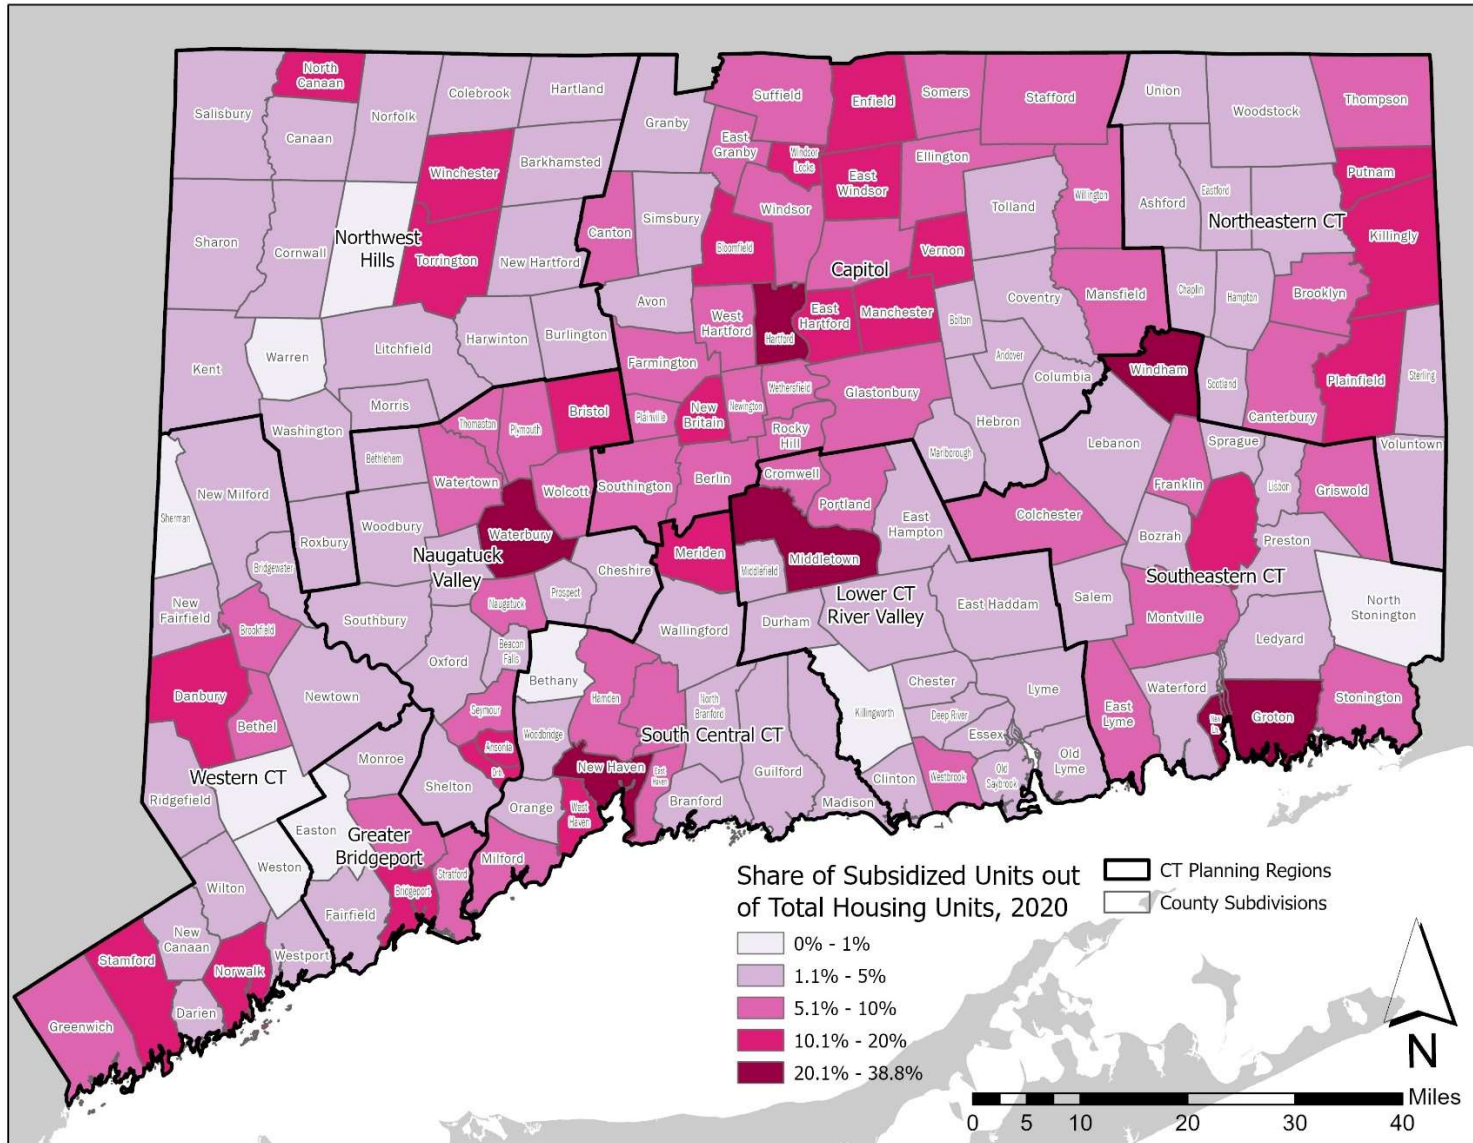 North
Canaan
Colebrook
Hartland
Salisbury
Norfolk
Canaan
Granby
Suffield
Enfield
Somers
Stafford
Union
Woodstock
Thompson
East
Granby
Windsor
Locks
Winchester
Barkhamsted
Ellington
East
Windsor
Putnam
Simsbury
Windsor
Willington
Tolland
Ashford
Eastford
Northeastern CT
Sharon
Cornwall
Northwest
Hills
Torrington
New Hartford
Canton
Bloomfield
Vernon
Capitol
Killingly
Avon
West
Hartford
Hartford
East
Hartford
Manchester
Bolton
Coventry
Mansfield
Chaplin
Hampton
Brooklyn
Kent
Warren
Litchfield
Harwinton
Burlington
Farmington
Andover
Columbia
Windham
Scotland
Canterbury
Plainfield
Sterling
Morris
Washington
Bristol
Plainville
New
Britain
Newington
Wethersfield
Glastonbury
Rocky
Hill
Thomaston
Plymouth
Hebron
Marlborough
Lebanon
Sprague
Voluntown
Bethlehem
Watertown
Wolcott
Southington
Berlin
Cromwell
Portland
Franklin
Lisbon
Griswold
New Milford
Sherman
Roxbury
Woodbury
Waterbury
Naugatuck
Valley
Cheshire
Meriden
Middletown
Middlefield
East
Hampton
Colchester
Bozrah
Preston
Southeastern CT
Bridgewater
Prospect
Naugatuck
New
Fairfield
Brookfield
Southbury
Beacon
Falls
Oxford
Bethany
Wallingford
Durham
Lower CT
River Valley
East Haddam
Salem
Montville
Ledyard
North
Stonington
Danbury
Bethel
Newtown
Seymour
Ansonia
Woodbridge
Hamden
North
Branford
South Central CT
Killingworth
Chester
Deep River
Essex
Lyme
East
Lyme
Waterford
Groton
Stonington
Western CT
Ridgefield
Monroe
Shelton
Orange
New Haven
West
Haven
East
Haven
Branford
Guilford
Madison
Clinton
Westbrook
Old
Saybrook
Old
Lyme
Easton
Greater
Bridgeport
Weston
Wilton
Fairfield
Bridgeport
Stratford
Milford
New
Canaan
Norwalk
Westport
Stamford
Darien
Greenwich
Share of Subsidized Units out
of Total Housing Units, 2020
0% - 1%
1.1% - 5%
5.1% - 10%
10.1% - 20%
20.1% - 38.8%
CT Planning Regions
County Subdivisions
N
Miles
0 5 10 20 30 40